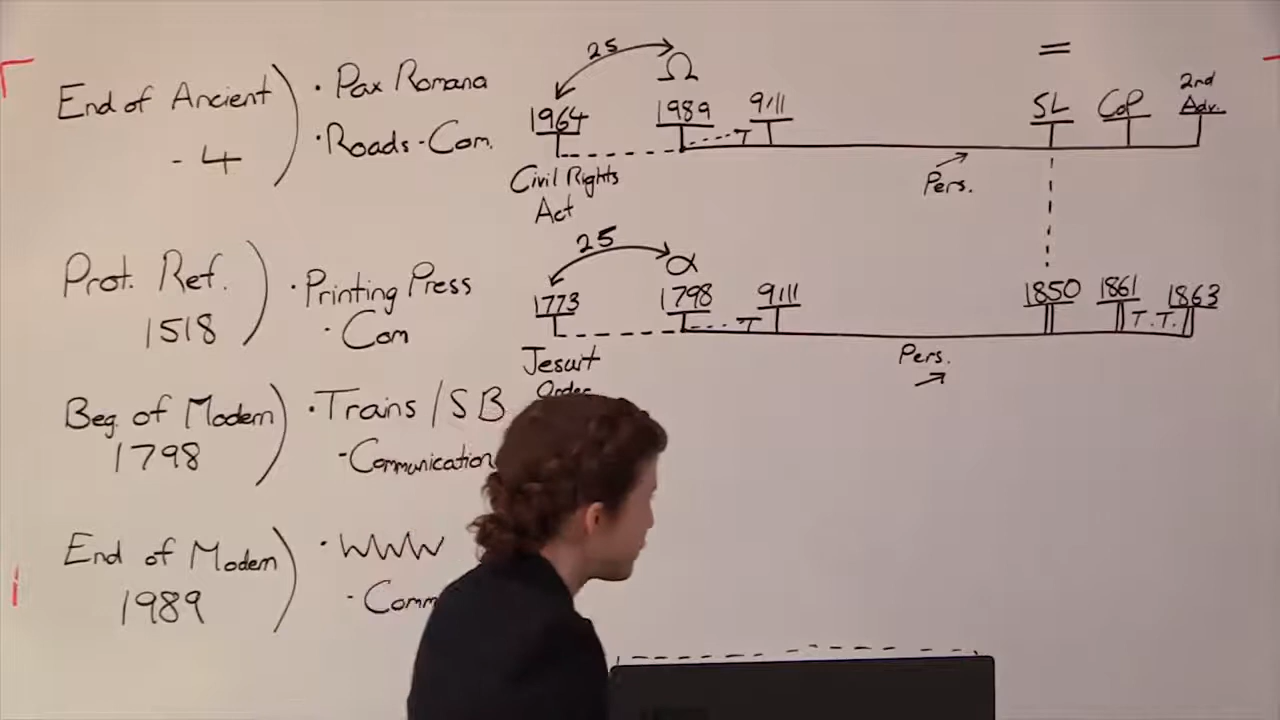 End of Ancient
- 4
• Pax Romana
• Roads - Com.
Prot. Ref.
1518
• Printing Press
• Com
Beg. of Modern
1798
• Trains / SB
- Communication
End of Modern
1989
• WWW
- Comm
25
Ω
1964
1989
9/11
T
Civil Rights
Act
Pers.
=
SL
CoP
2nd
Adv.
25
α
1773
1798
9/11
T
Jesuit
Order
Pers.
1850
1861
1863
T. T.